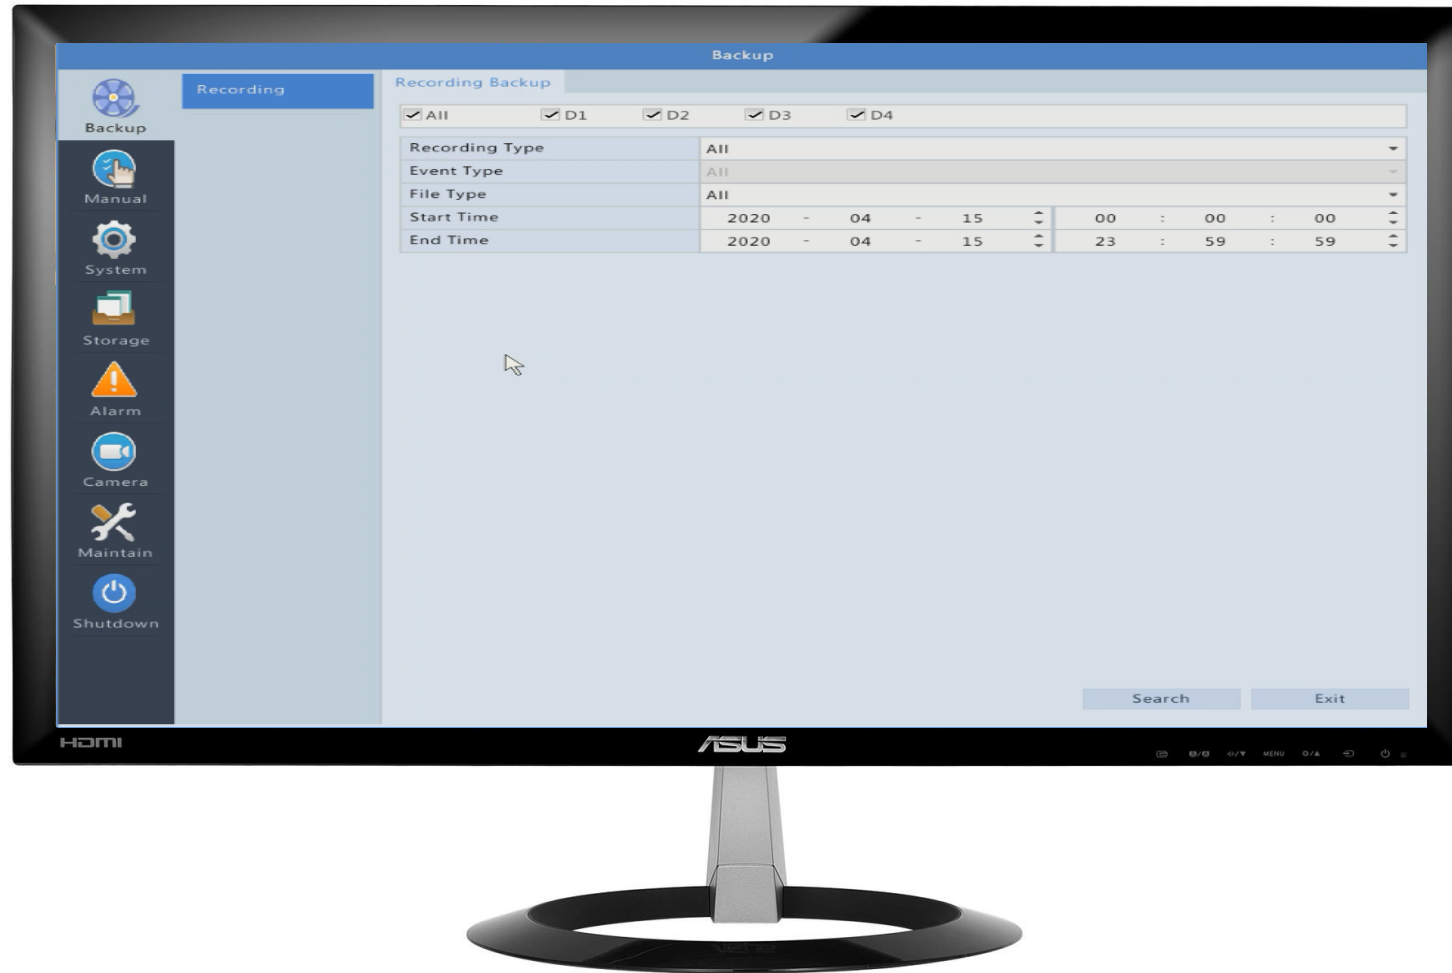 Backup
Backup
Manual
System
Storage
Alarm
Camera
Maintain
Shutdown
Recording
Recording Backup
All D1 D2 D3 D4
Recording Type All
Event Type All
File Type All
Start Time 2020 - 04 - 15 00 : 00 : 00
End Time 2020 - 04 - 15 23 : 59 : 59
Search Exit
HDMI ASUS MENU